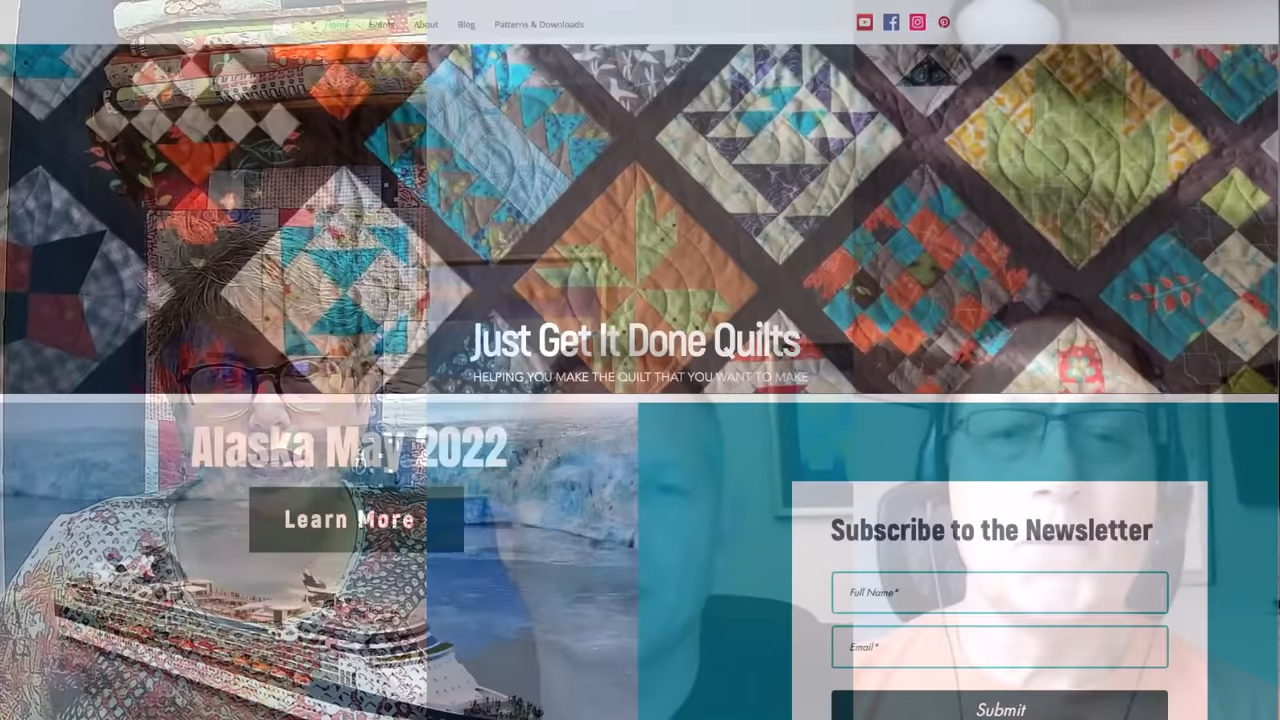 Home Events About Blog Patterns & Downloads
Just Get It Done Quilts
HELPING YOU MAKE THE QUILT THAT YOU WANT TO MAKE
Alaska May 2022
Learn More
Subscribe to the Newsletter
Full Name*
Email*
Submit